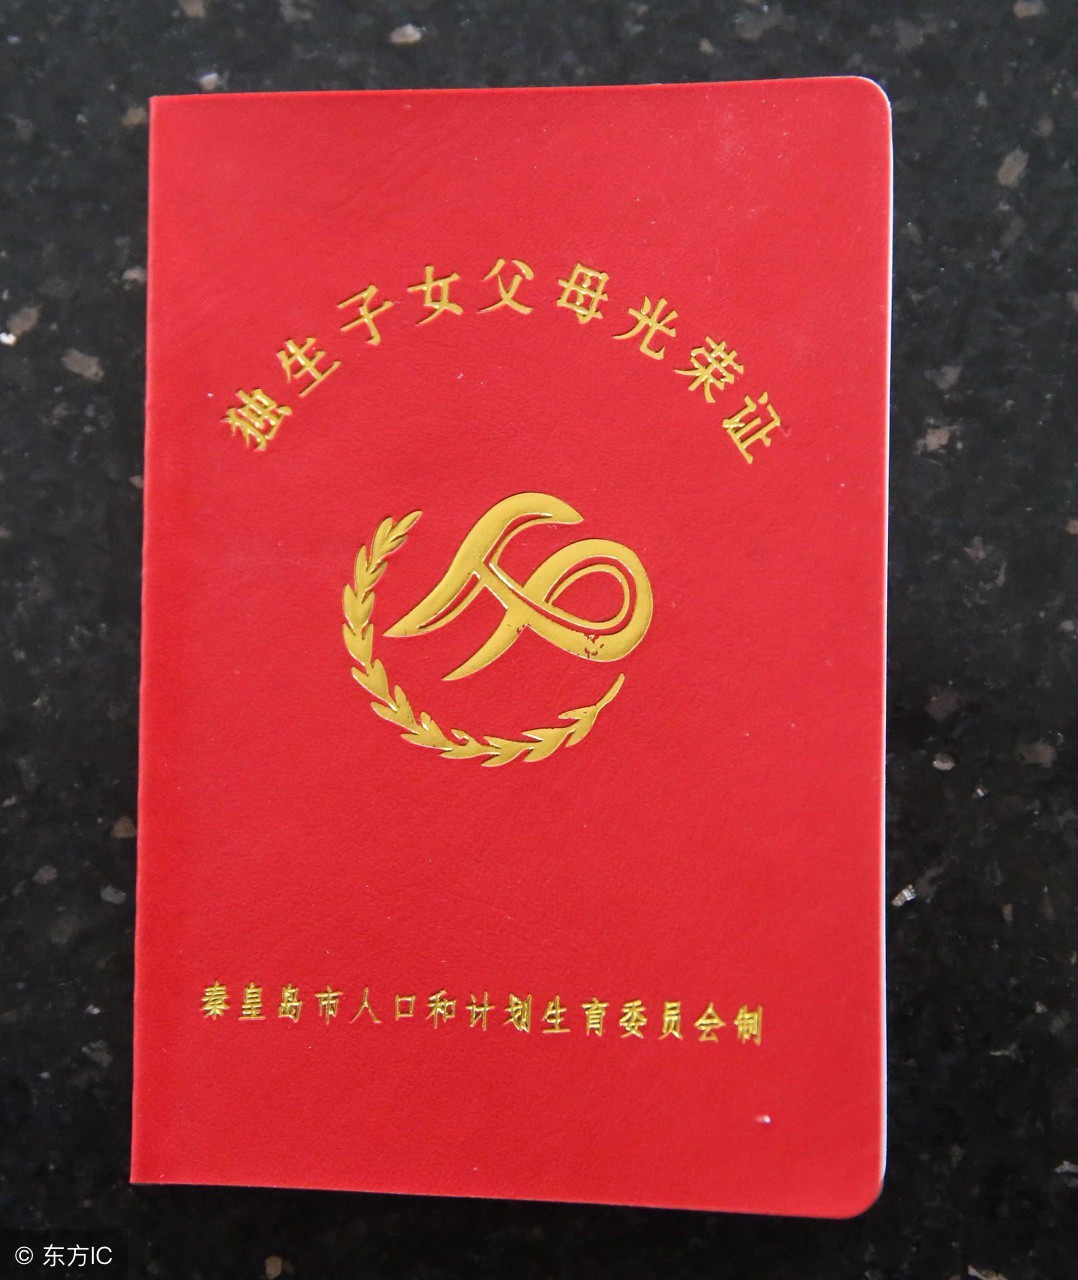 独生子女父母光荣证
秦皇岛市人口和计划生育委员会制
© 东方IC